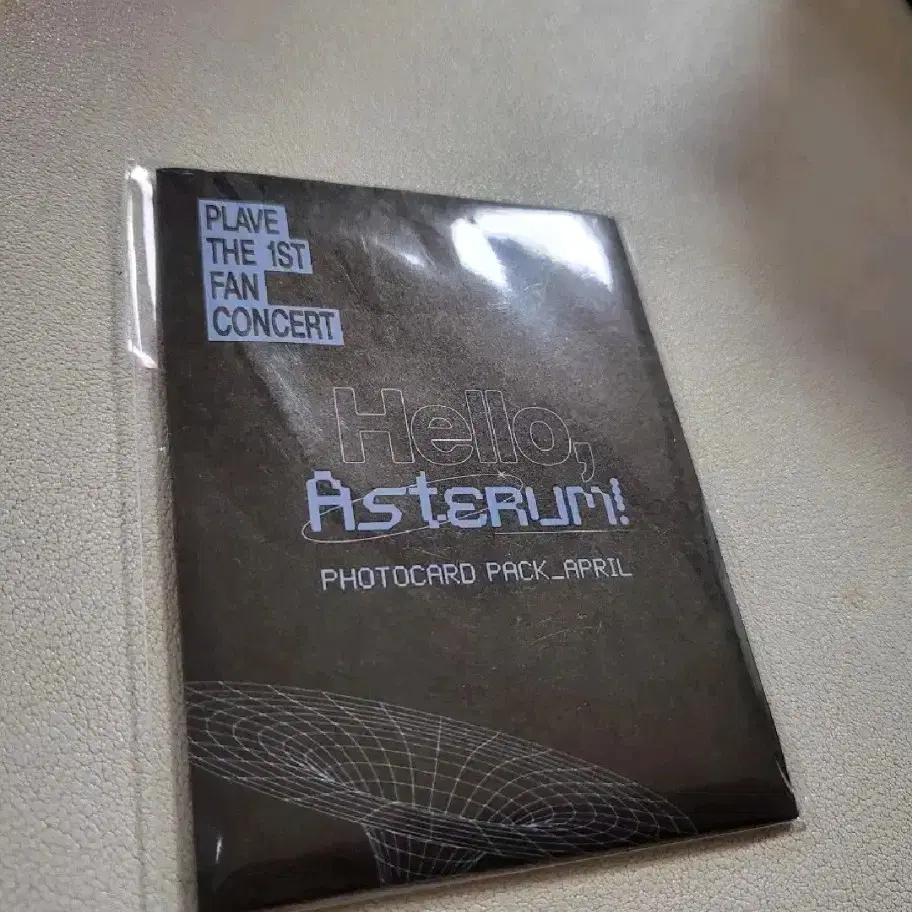 PLAVE
THE 1ST
FAN
CONCERT
Hello,
Asterum!
PHOTOCARD PACK_APRIL